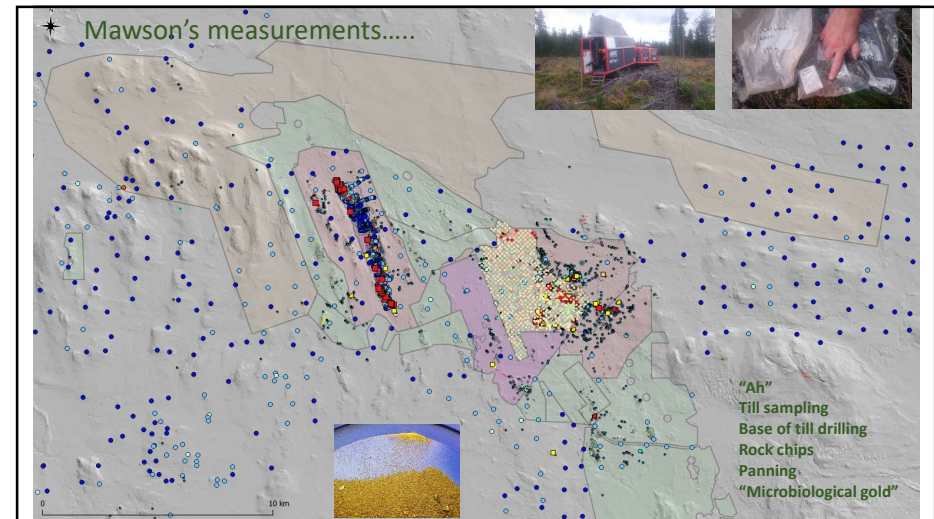 Mawson's measurements…..
"Ah"
Till sampling
Base of till drilling
Rock chips
Panning
"Microbiological gold"
0
10 km